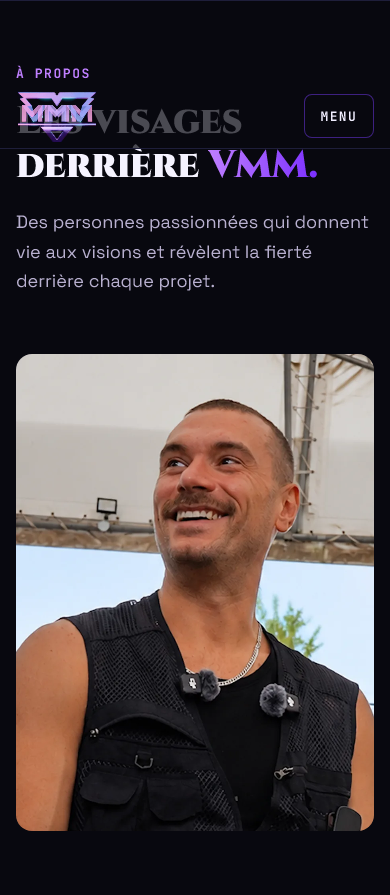 À PROPOS
LES VISAGES
MENU
DERRIÈRE VMM.
Des personnes passionnées qui donnent
vie aux visions et révèlent la fierté
derrière chaque projet.